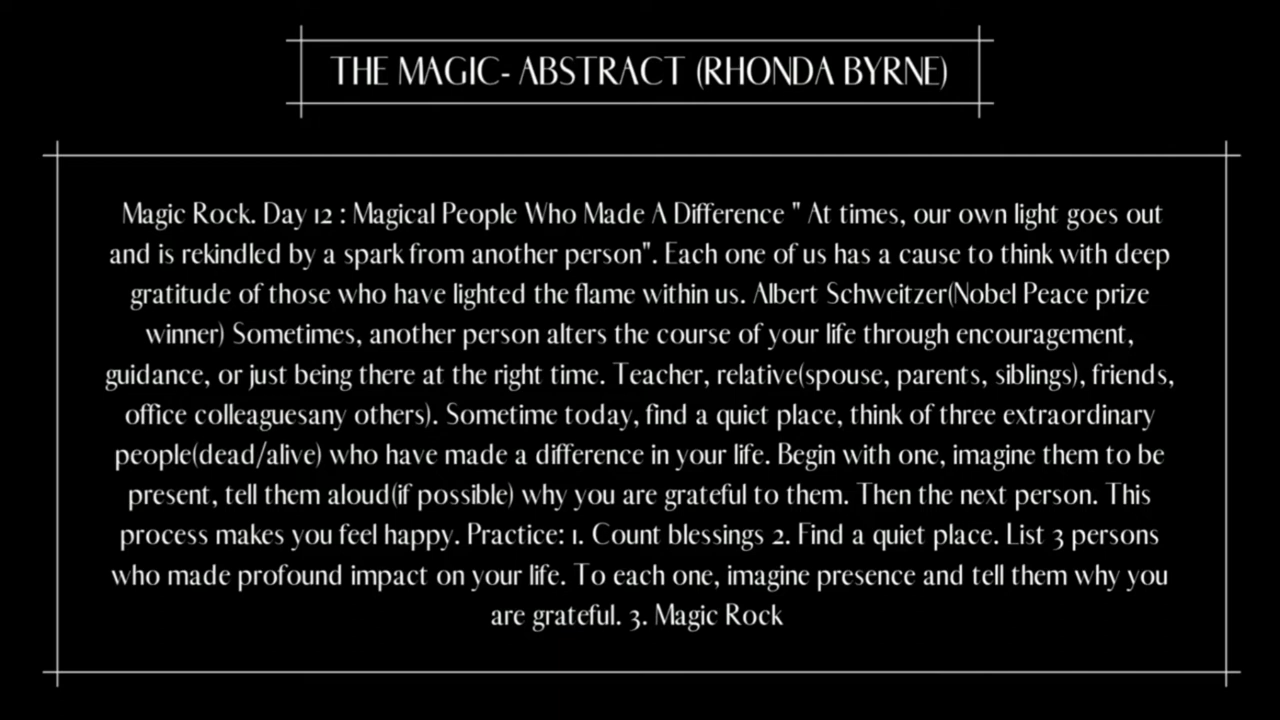 THE MAGIC- ABSTRACT (RHONDA BYRNE)
Magic Rock. Day 12 : Magical People Who Made A Difference " At times, our own light goes out
and is rekindled by a spark from another person". Each one of us has a cause to think with deep
gratitude of those who have lighted the flame within us. Albert Schweitzer(Nobel Peace prize
winner) Sometimes, another person alters the course of your life through encouragement,
guidance, or just being there at the right time. Teacher, relative(spouse, parents, siblings), friends,
office colleaguesany others). Sometime today, find a quiet place, think of three extraordinary
people(dead/alive) who have made a difference in your life. Begin with one, imagine them to be
present, tell them aloud(if possible) why you are grateful to them. Then the next person. This
process makes you feel happy. Practice: 1. Count blessings 2. Find a quiet place. List 3 persons
who made profound impact on your life. To each one, imagine presence and tell them why you
are grateful. 3. Magic Rock